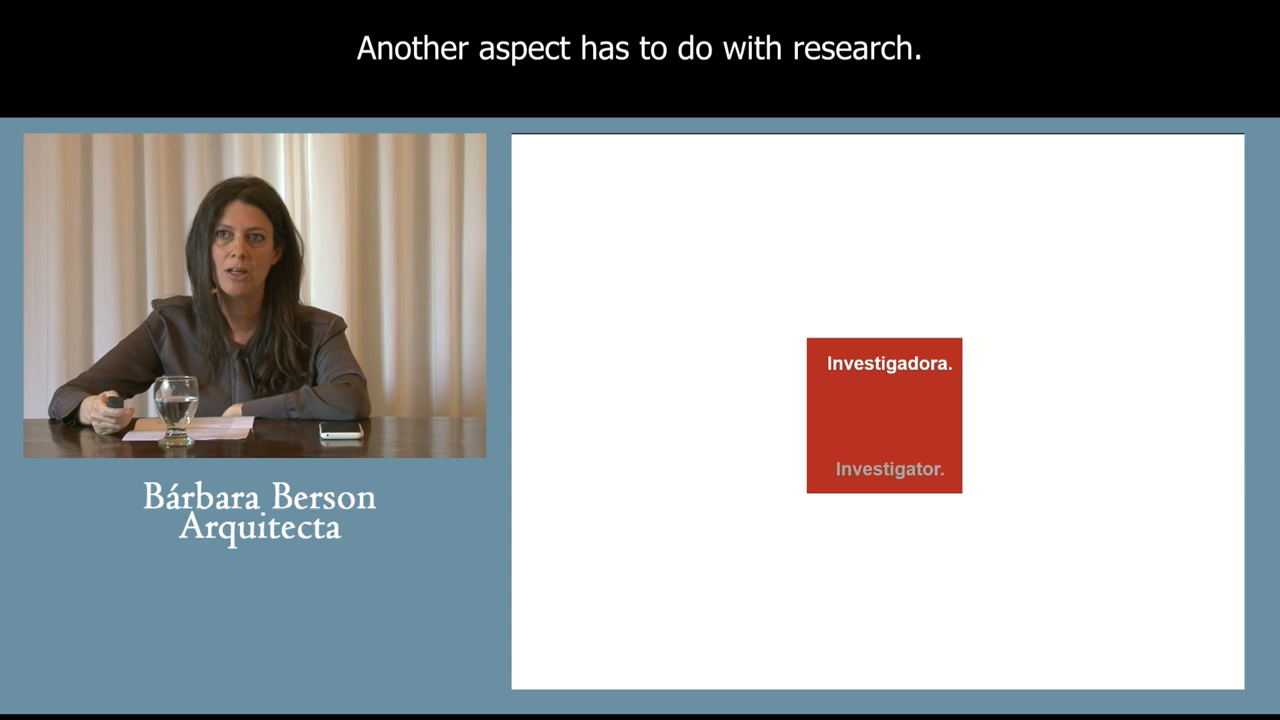 Another aspect has to do with research.
Investigadora.
Investigator.
Bárbara Berson
Arquitecta